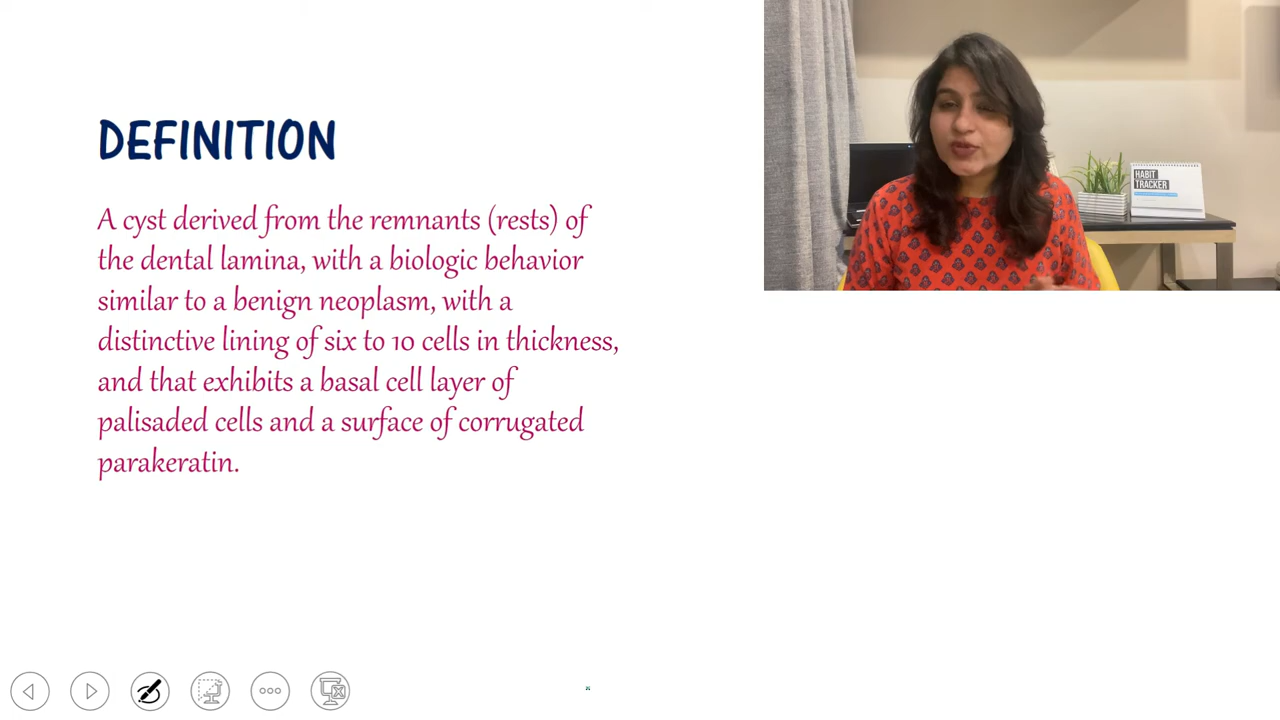 DEFINITION
A cyst derived from the remnants (rests) of
the dental lamina, with a biologic behavior
similar to a benign neoplasm, with a
distinctive lining of six to 10 cells in thickness,
and that exhibits a basal cell layer of
palisaded cells and a surface of corrugated
parakeratin.
HABIT
TRACKER